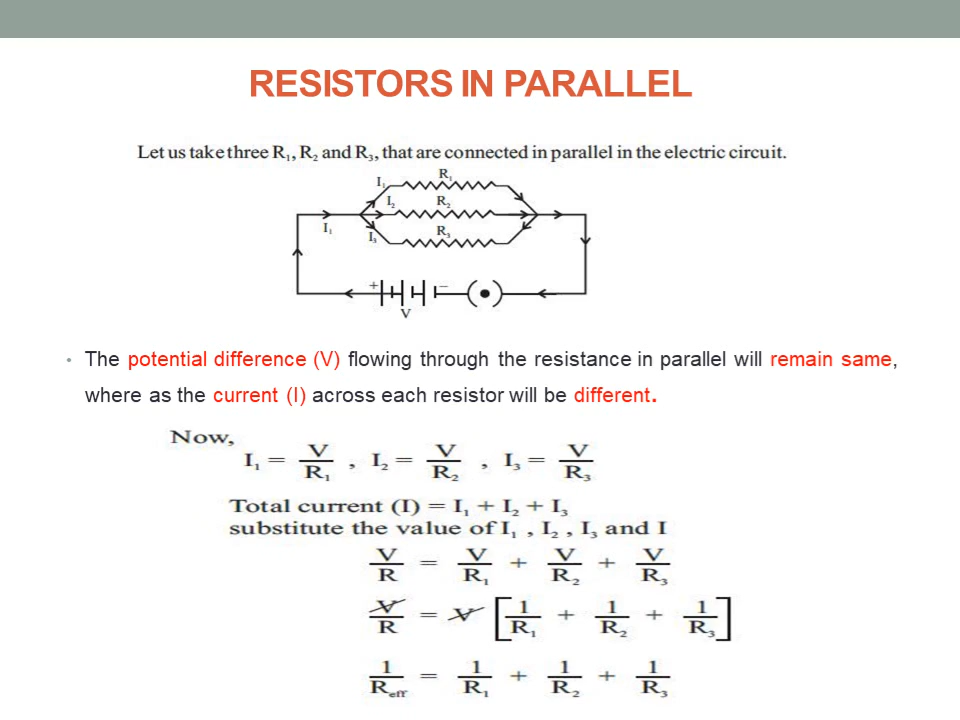 RESISTORS IN PARALLEL
Let us take three R₁, R₂ and R₃, that are connected in parallel in the electric circuit.
I₁ R₁
I₂ R₂
I₁ I₃ R₃
+ −
V
• The potential difference (V) flowing through the resistance in parallel will remain same,
where as the current (I) across each resistor will be different.
Now,
I₁ = V/R₁ , I₂ = V/R₂ , I₃ = V/R₃
Total current (I) = I₁ + I₂ + I₃
substitute the value of I₁ , I₂ , I₃ and I
V/R = V/R₁ + V/R₂ + V/R₃
V/R = V [1/R₁ + 1/R₂ + 1/R₃]
1/Reff = 1/R₁ + 1/R₂ + 1/R₃